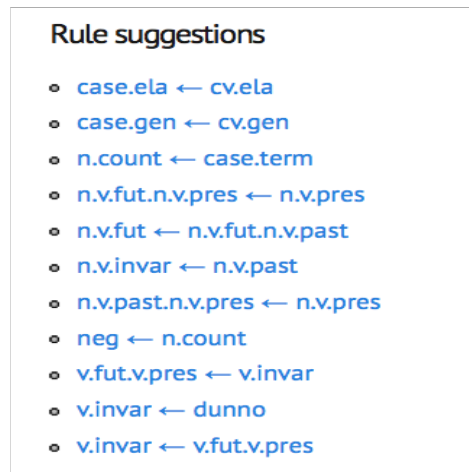 Rule suggestions
case.ela ← cv.ela
case.gen ← cv.gen
n.count ← case.term
n.v.fut.n.v.pres ← n.v.pres
n.v.fut ← n.v.fut.n.v.past
n.v.invar ← n.v.past
n.v.past.n.v.pres ← n.v.pres
neg ← n.count
v.fut.v.pres ← v.invar
v.invar ← dunno
v.invar ← v.fut.v.pres